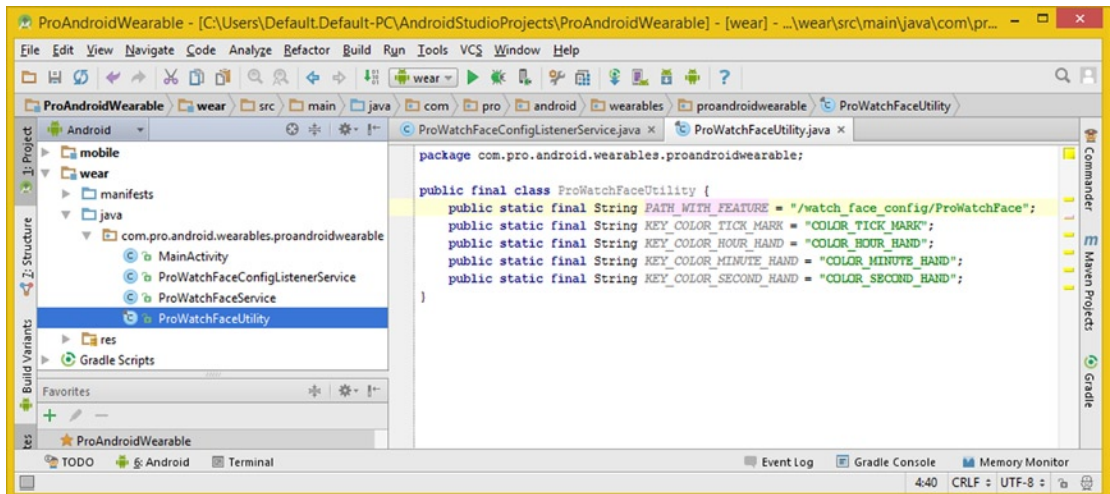 ProAndroidWearable - [C:\Users\Default.Default-PC\AndroidStudioProjects\ProAndroidWearable] - [wear] - ...\wear\src\main\java\com\pr...
File Edit View Navigate Code Analyze Refactor Build Run Tools VCS Window Help
wear
ProAndroidWearable wear src main java com pro android wearables proandroidwearable ProWatchFaceUtility
Android
ProWatchFaceConfigListenerService.java ProWatchFaceUtility.java
1: Project
2: Structure
Build Variants
mobile
wear
manifests
java
com.pro.android.wearables.proandroidwearable
MainActivity
ProWatchFaceConfigListenerService
ProWatchFaceService
ProWatchFaceUtility
res
Gradle Scripts
Favorites
ProAndroidWearable
package com.pro.android.wearables.proandroidwearable;
public final class ProWatchFaceUtility {
public static final String PATH_WITH_FEATURE = "/watch_face_config/ProWatchFace";
public static final String KEY_COLOR_TICK_MARK = "COLOR_TICK_MARK";
public static final String KEY_COLOR_HOUR_HAND = "COLOR_HOUR_HAND";
public static final String KEY_COLOR_MINUTE_HAND = "COLOR_MINUTE_HAND";
public static final String KEY_COLOR_SECOND_HAND = "COLOR_SECOND_HAND";
}
Commander
m Maven Projects
Gradle
TODO 6: Android Terminal Event Log Gradle Console Memory Monitor
4:40 CRLF UTF-8